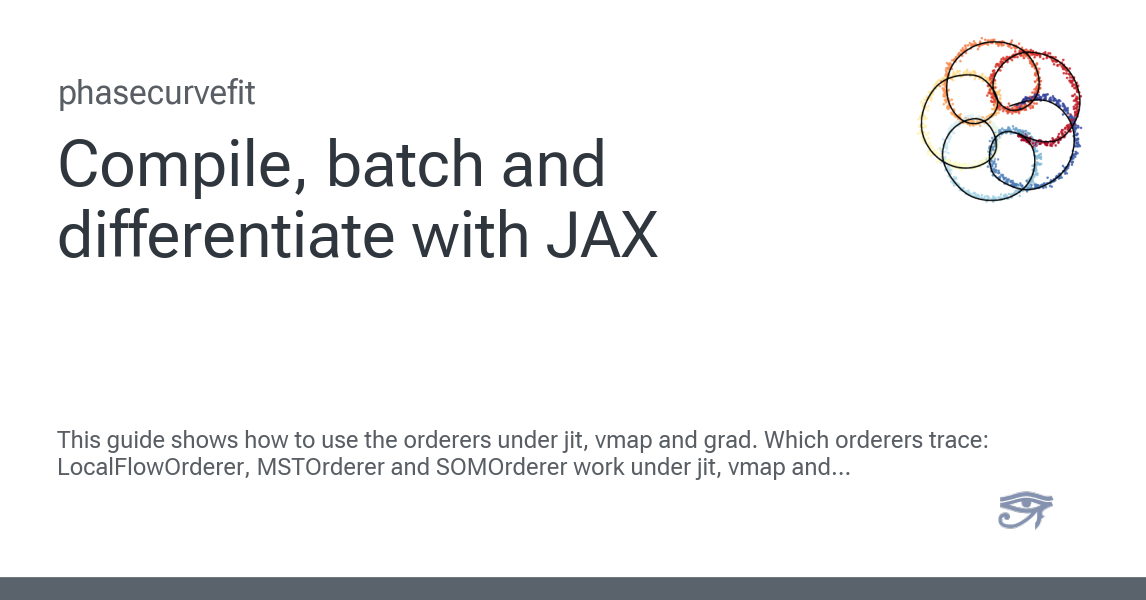 phasecurvefit
Compile, batch and
differentiate with JAX
This guide shows how to use the orderers under jit, vmap and grad. Which orderers trace:
LocalFlowOrderer, MSTOrderer and SOMOrderer work under jit, vmap and...